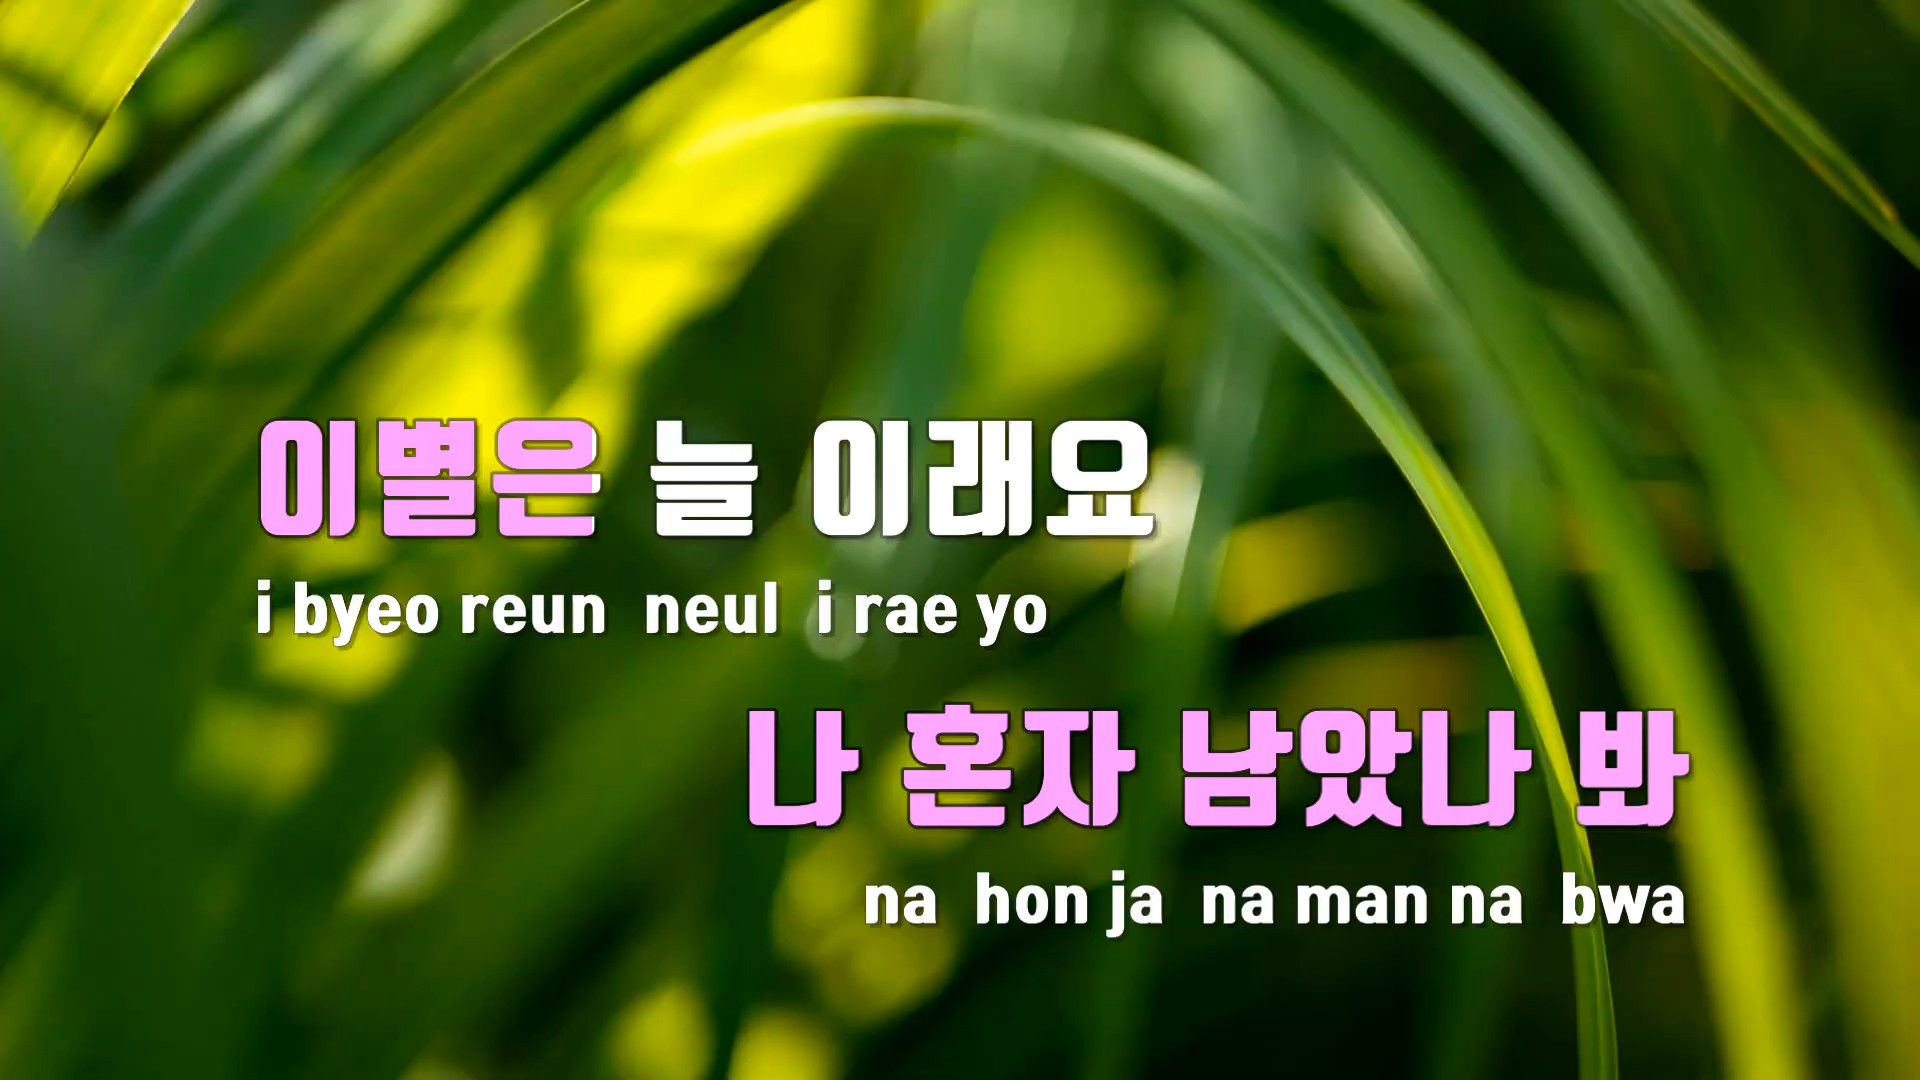 이별은 늘 이래요
i byeo reun neul i rae yo
나 혼자 남았나 봐
na hon ja na man na bwa